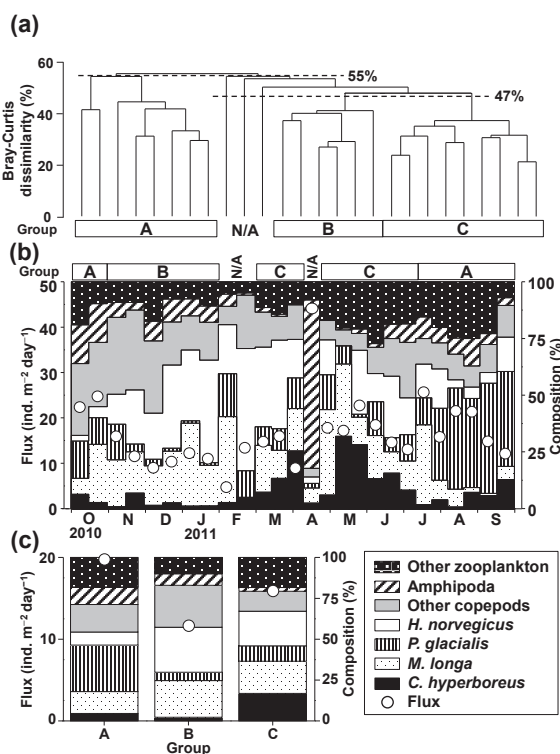 (a)
Bray-Curtis
dissimilarity (%)
60
40
20
0
55%
47%
Group
A
N/A
B
C
(b)
Group
A
B
N/A
C
N/A
C
A
Flux (ind. m⁻² day⁻¹)
50
40
30
20
10
0
100
75
50
25
0
Composition (%)
O N D J F M A M J J A S
2010 2011
(c)
Flux (ind. m⁻² day⁻¹)
20
10
0
100
75
50
25
0
Composition (%)
A B C
Group
Other zooplankton
Amphipoda
Other copepods
H. norvegicus
P. glacialis
M. longa
C. hyperboreus
Flux